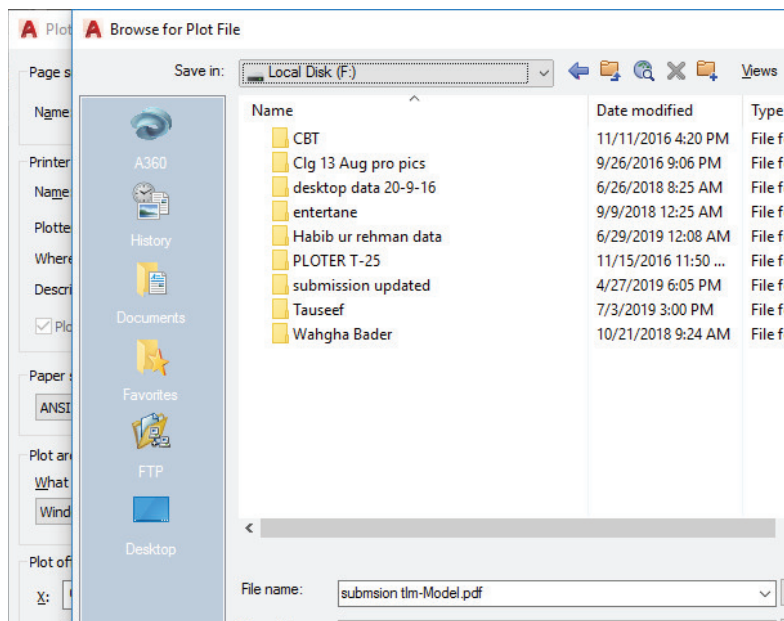 Plot
Browse for Plot File
Page s
Save in: Local Disk (F:) Views
Name
Name Date modified Type
A360
CBT 11/11/2016 4:20 PM File f
Printer
Clg 13 Aug pro pics 9/26/2016 9:06 PM File f
Name
desktop data 20-9-16 6/26/2018 8:25 AM File f
Plotte
entertane 9/9/2018 12:25 AM File f
History
Habib ur rehman data 6/29/2019 12:08 AM File f
Where
PLOTER T-25 11/15/2016 11:50 ... File f
Descri
submission updated 4/27/2019 6:05 PM File f
Documents
Tauseef 7/3/2019 3:00 PM File f
Plo
Wahgha Bader 10/21/2018 9:24 AM File f
Paper s
Favorites
ANSI
Plot are
FTP
What
Wind
Desktop
Plot off
File name: submsion tlm-Model.pdf
X: